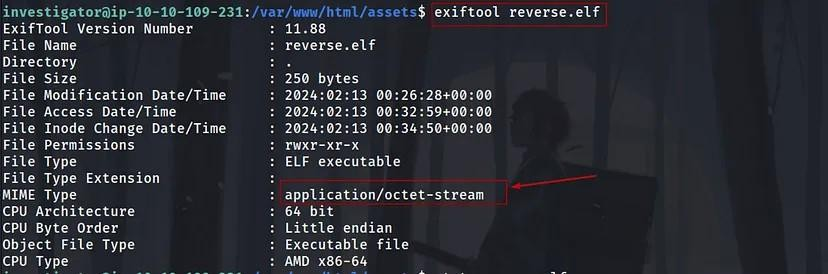 investigator@ip-10-10-109-231:/var/www/html/assets$ exiftool reverse.elf
ExifTool Version Number : 11.88
File Name : reverse.elf
Directory : .
File Size : 250 bytes
File Modification Date/Time : 2024:02:13 00:26:28+00:00
File Access Date/Time : 2024:02:13 00:32:59+00:00
File Inode Change Date/Time : 2024:02:13 00:34:50+00:00
File Permissions : rwxr-xr-x
File Type : ELF executable
File Type Extension :
MIME Type : application/octet-stream
CPU Architecture : 64 bit
CPU Byte Order : Little endian
Object File Type : Executable file
CPU Type : AMD x86-64